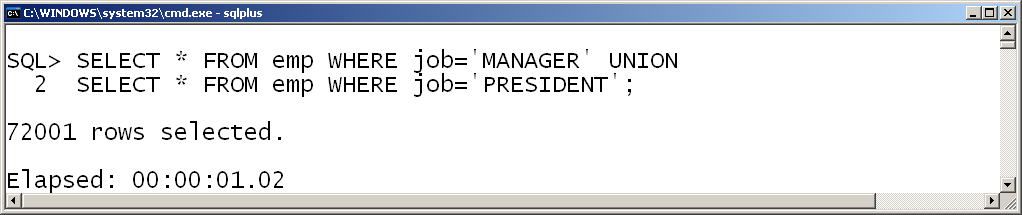 C:\WINDOWS\system32\cmd.exe - sqlplus
SQL> SELECT * FROM emp WHERE job='MANAGER' UNION
2 SELECT * FROM emp WHERE job='PRESIDENT';
72001 rows selected.
Elapsed: 00:00:01.02